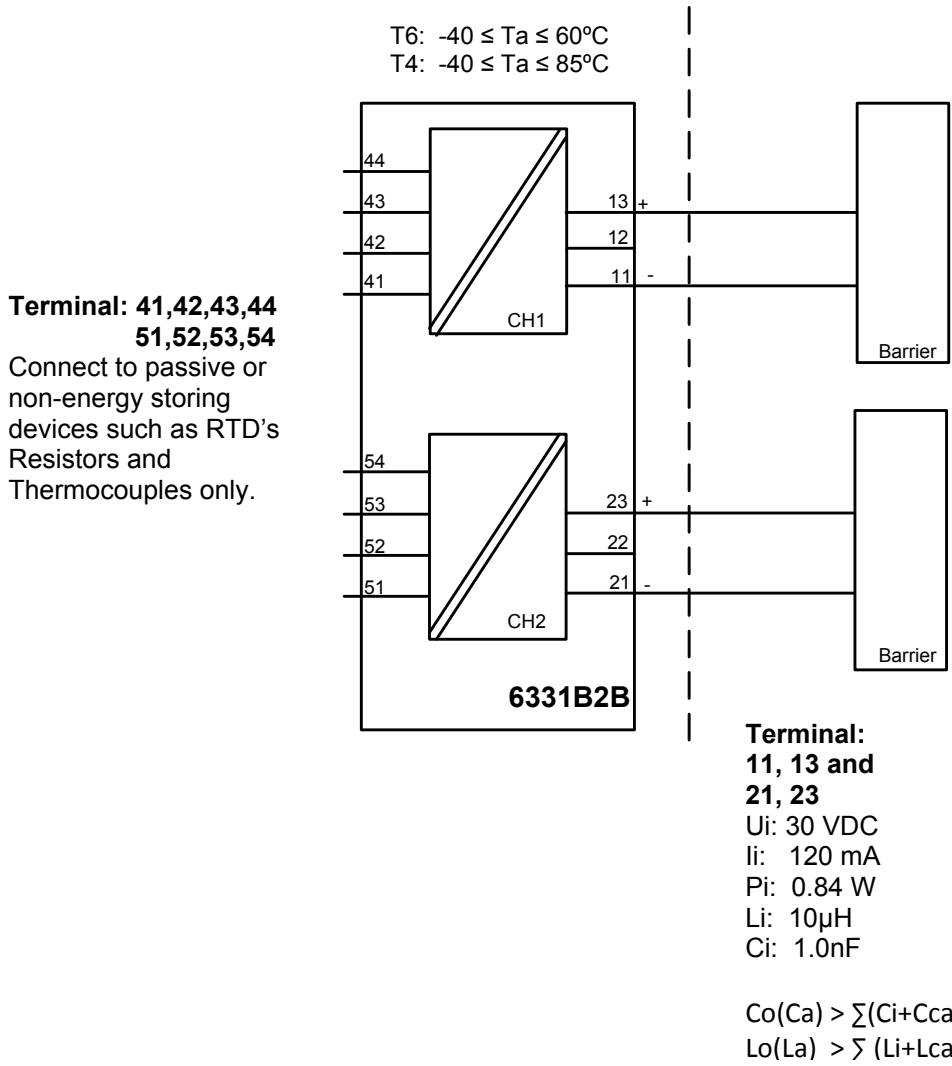 T6: -40 ≤ Ta ≤ 60ºC
T4: -40 ≤ Ta ≤ 85ºC
44
43
42
41
13 +
12
11 -
CH1
Barrier
Terminal: 41,42,43,44
51,52,53,54
Connect to passive or
non-energy storing
devices such as RTD's
Resistors and
Thermocouples only.
54
53
52
51
23 +
22
21 -
CH2
Barrier
6331B2B
Terminal:
11, 13 and
21, 23
Ui: 30 VDC
Ii: 120 mA
Pi: 0.84 W
Li: 10µH
Ci: 1.0nF
Co(Ca) > ∑(Ci+Cca
Lo(La) > ∑ (Li+Lca